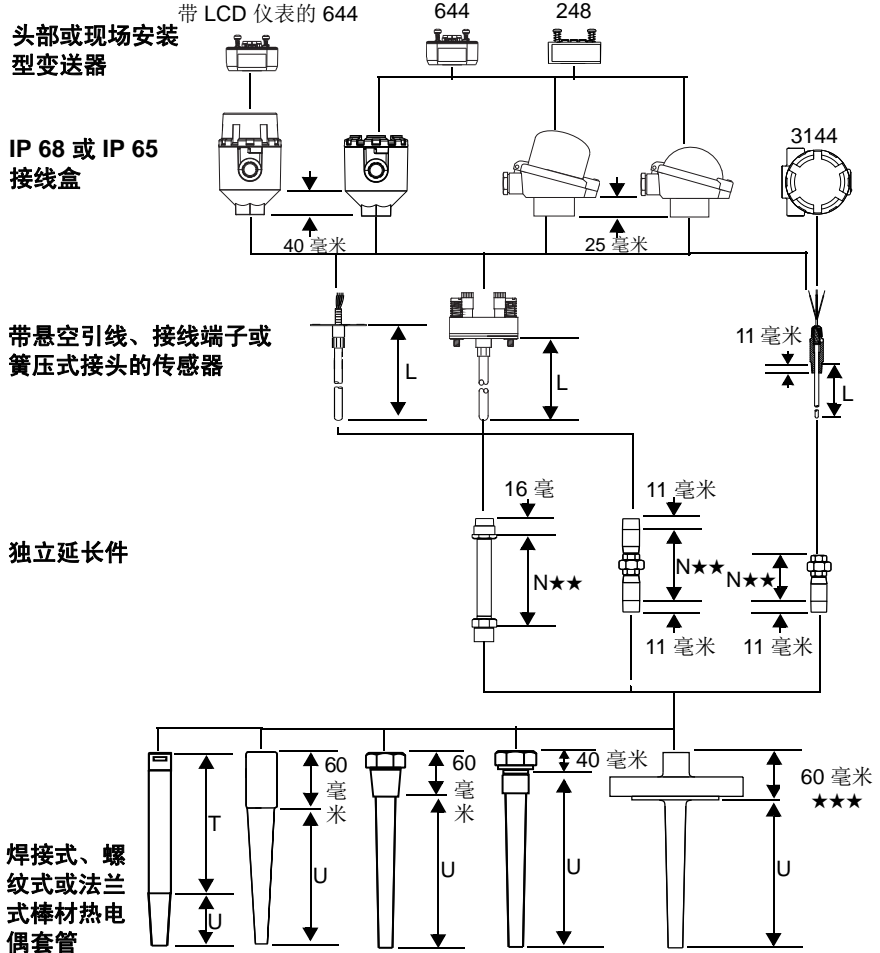 带 LCD 仪表的 644
644
248
头部或现场安装
型变送器
IP 68 或 IP 65
接线盒
3144
40 毫米
25 毫米
带悬空引线、接线端子或
簧压式接头的传感器
L
L
11 毫米
L
独立延长件
16 毫
11 毫米
N★★
N★★
N★★
11 毫米
11 毫米
焊接式、螺
纹式或法兰
式棒材热电
偶套管
T
U
60
毫
米
U
60
毫
米
U
40 毫米
U
60 毫米
★★★
U